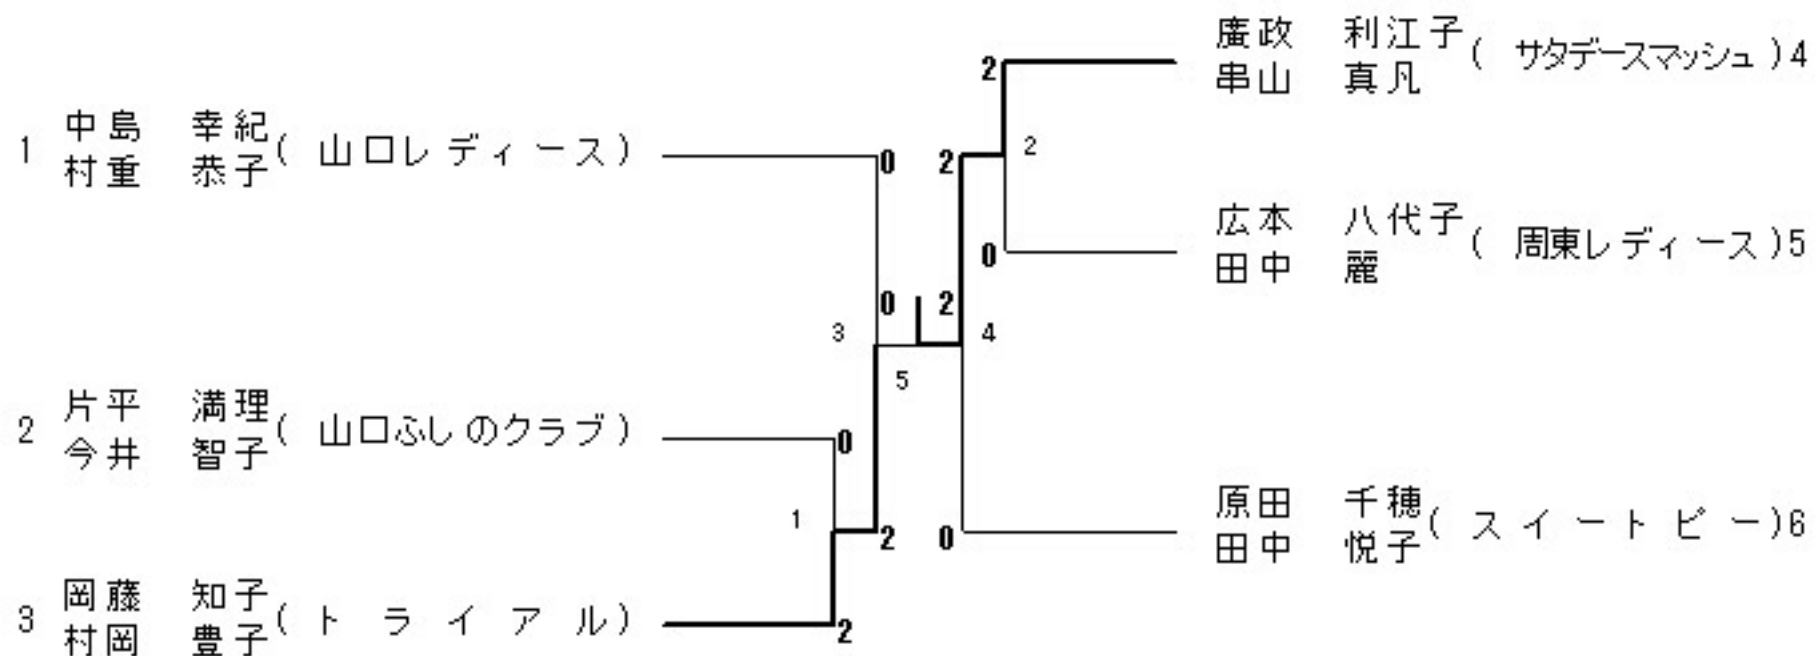 1 中島 幸紀
村重 恭子 ( 山口レディース )
2 片平 満理
今井 智子 ( 山口ふしのクラブ )
3 岡藤 知子
村岡 豊子 ( トライアル )
0
0
3
0
1
2
2
5
2
2
2
0
2
4
0
廣政 利江子
串山 真凡 ( サタデースマッシュ ) 4
広本 八代子
田中 麗 ( 周東レディース ) 5
原田 千穂
田中 悦子 ( スイートピー ) 6